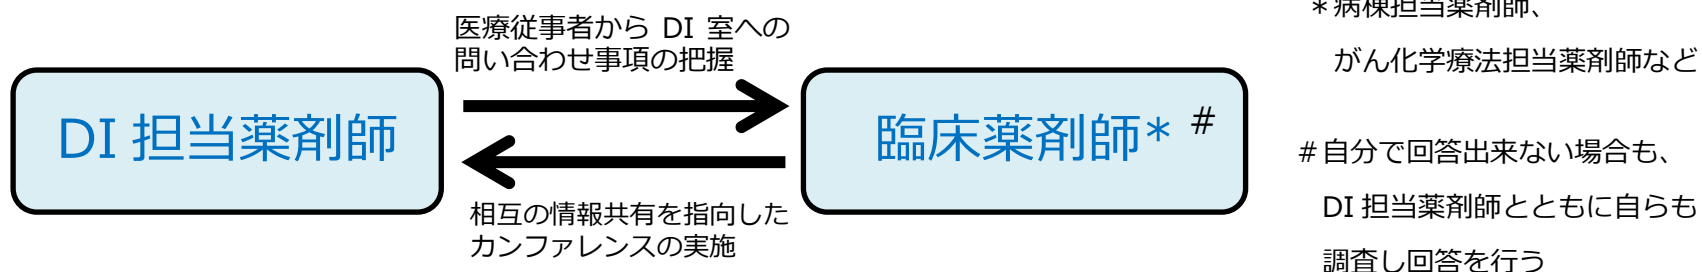 医療従事者から DI 室への
問い合わせ事項の把握
DI 担当薬剤師
臨床薬剤師* #
相互の情報共有を指向した
カンファレンスの実施
＊病棟担当薬剤師、
がん化学療法担当薬剤師など
＃自分で回答出来ない場合も、
DI 担当薬剤師とともに自らも
調査し回答を行う